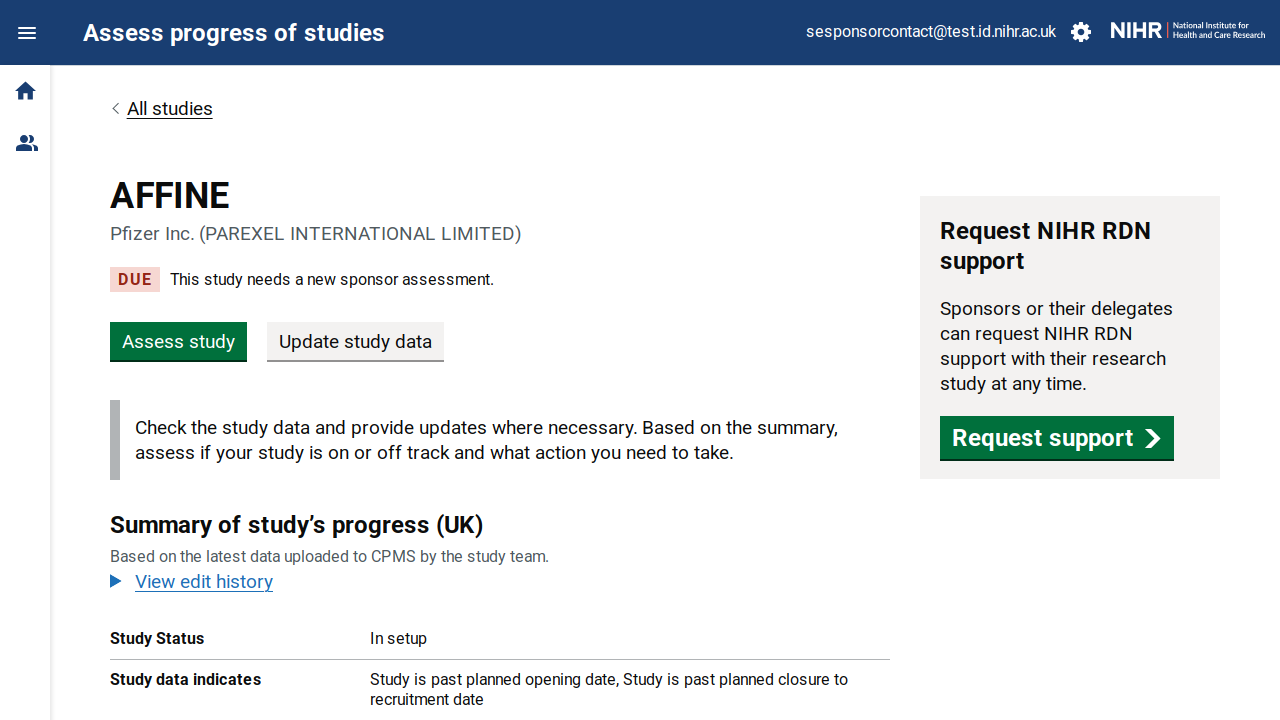 Assess progress of studies
sesponsorcontact@test.id.nihr.ac.uk
NIHR
National Institute for
Health and Care Research
All studies
AFFINE
Pfizer Inc. (PAREXEL INTERNATIONAL LIMITED)
DUE This study needs a new sponsor assessment.
Assess study
Update study data
Check the study data and provide updates where necessary. Based on the summary,
assess if your study is on or off track and what action you need to take.
Summary of study’s progress (UK)
Based on the latest data uploaded to CPMS by the study team.
View edit history
Study Status In setup
Study data indicates Study is past planned opening date, Study is past planned closure to
recruitment date
Request NIHR RDN
support
Sponsors or their delegates
can request NIHR RDN
support with their research
study at any time.
Request support